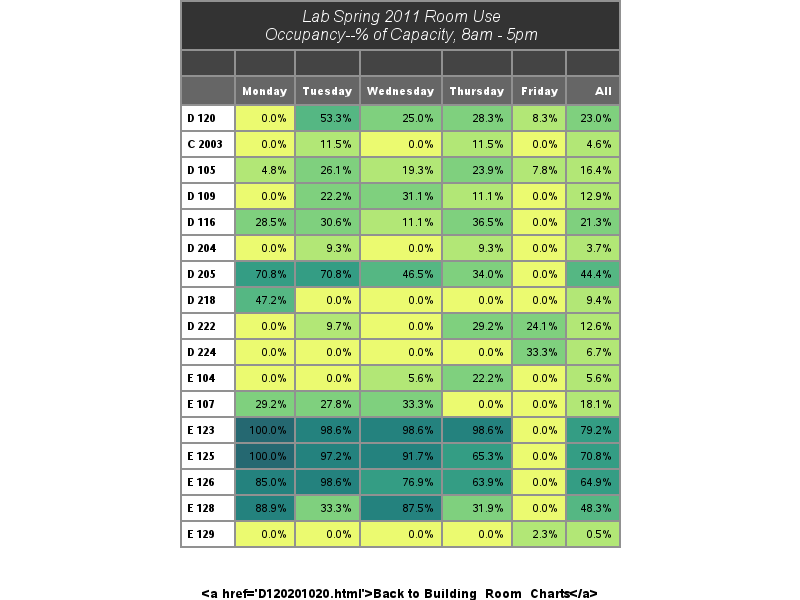 Lab Spring 2011 Room Use
Occupancy--% of Capacity, 8am - 5pm
Monday Tuesday Wednesday Thursday Friday All
D 120 0.0% 53.3% 25.0% 28.3% 8.3% 23.0%
C 2003 0.0% 11.5% 0.0% 11.5% 0.0% 4.6%
D 105 4.8% 26.1% 19.3% 23.9% 7.8% 16.4%
D 109 0.0% 22.2% 31.1% 11.1% 0.0% 12.9%
D 116 28.5% 30.6% 11.1% 36.5% 0.0% 21.3%
D 204 0.0% 9.3% 0.0% 9.3% 0.0% 3.7%
D 205 70.8% 70.8% 46.5% 34.0% 0.0% 44.4%
D 218 47.2% 0.0% 0.0% 0.0% 0.0% 9.4%
D 222 0.0% 9.7% 0.0% 29.2% 24.1% 12.6%
D 224 0.0% 0.0% 0.0% 0.0% 33.3% 6.7%
E 104 0.0% 0.0% 5.6% 22.2% 0.0% 5.6%
E 107 29.2% 27.8% 33.3% 0.0% 0.0% 18.1%
E 123 100.0% 98.6% 98.6% 98.6% 0.0% 79.2%
E 125 100.0% 97.2% 91.7% 65.3% 0.0% 70.8%
E 126 85.0% 98.6% 76.9% 63.9% 0.0% 64.9%
E 128 88.9% 33.3% 87.5% 31.9% 0.0% 48.3%
E 129 0.0% 0.0% 0.0% 0.0% 2.3% 0.5%
<a href='D120201020.html'>Back to Building_Room_Charts</a>